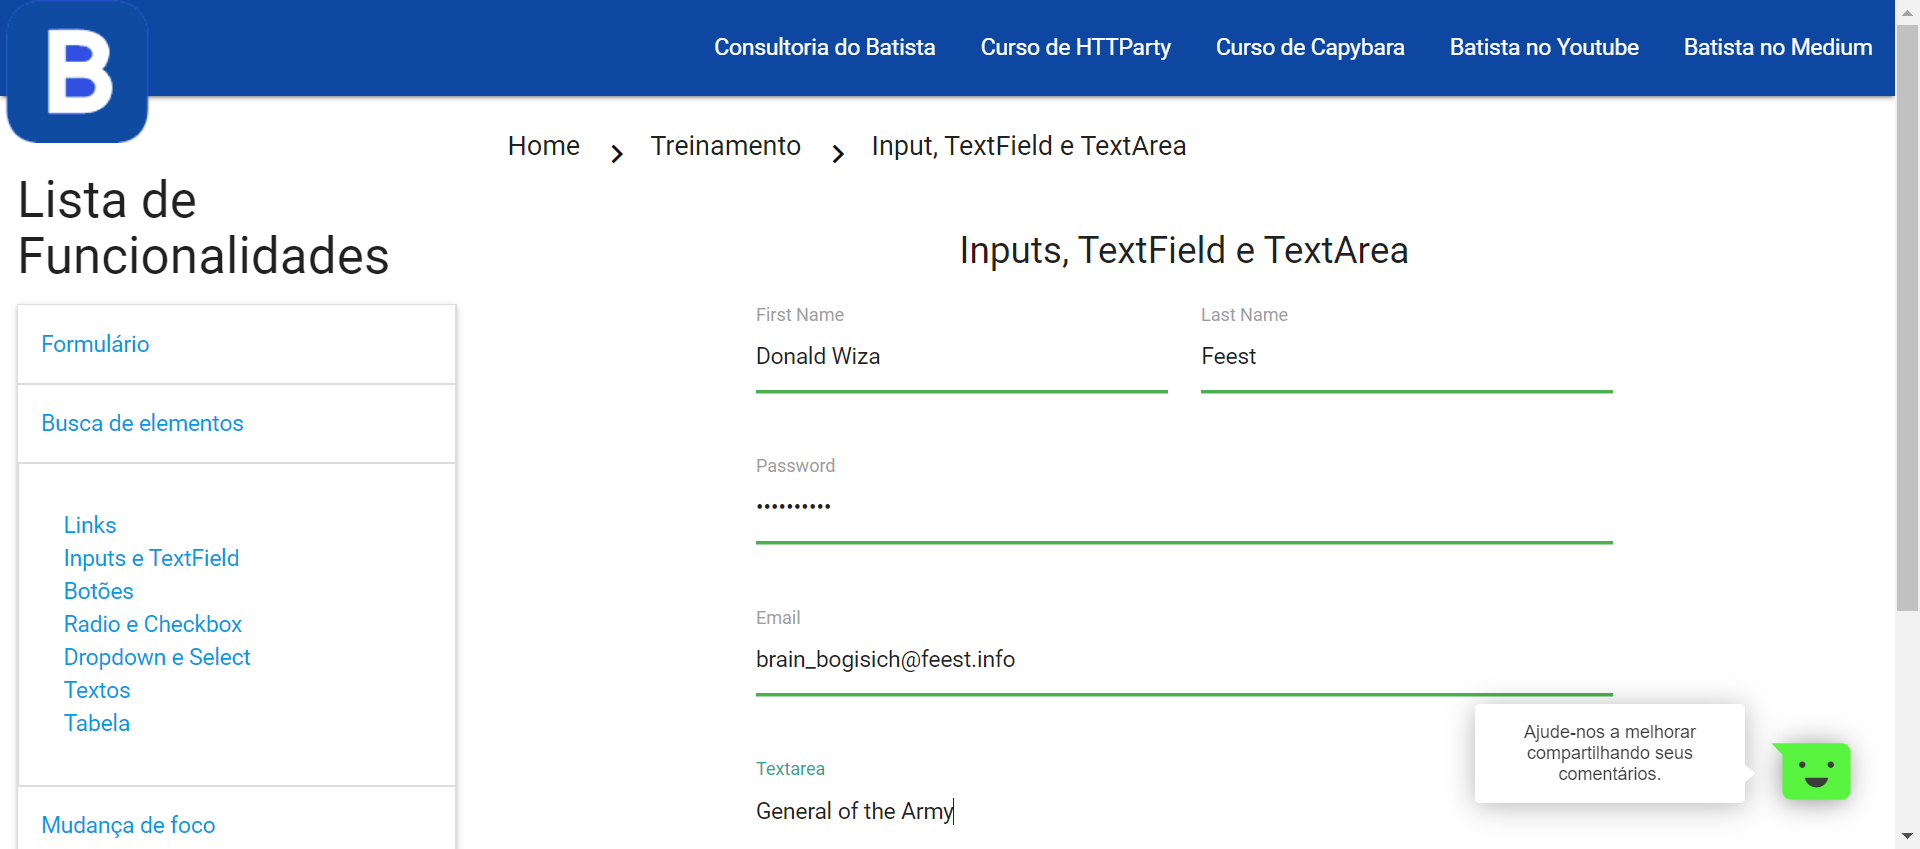 B
Consultoria do Batista Curso de HTTParty Curso de Capybara Batista no Youtube Batista no Medium
Home Treinamento Input, TextField e TextArea
Lista de
Funcionalidades
Formulário
Busca de elementos
Links
Inputs e TextField
Botões
Radio e Checkbox
Dropdown e Select
Textos
Tabela
Mudança de foco
Inputs, TextField e TextArea
First Name
Donald Wiza
Last Name
Feest
Password
••••••••••
Email
brain_bogisich@feest.info
Textarea
General of the Army
Ajude-nos a melhorar
compartilhando seus
comentários.